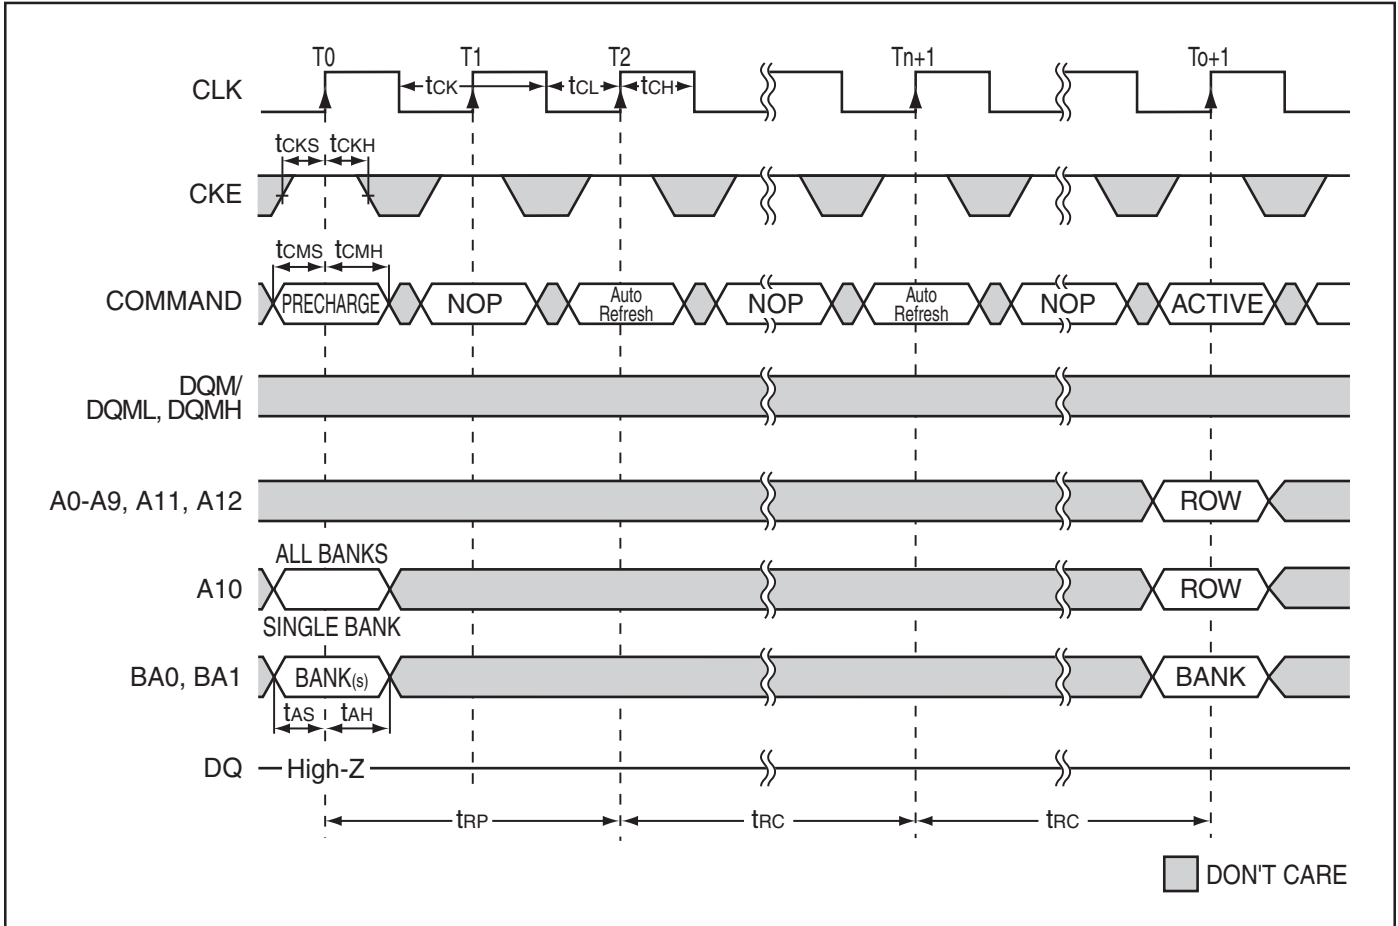 T0 T1 T2 Tn+1 To+1
CLK tCK tCL tCH
tCKS tCKH
CKE
tCMS tCMH
COMMAND PRECHARGE NOP Auto Refresh NOP Auto Refresh NOP ACTIVE
DQM/
DQML, DQMH
A0-A9, A11, A12 ROW
ALL BANKS
A10 ROW
SINGLE BANK
BA0, BA1 BANK(s) BANK
tAS tAH
DQ High-Z
tRP tRC tRC
DON'T CARE